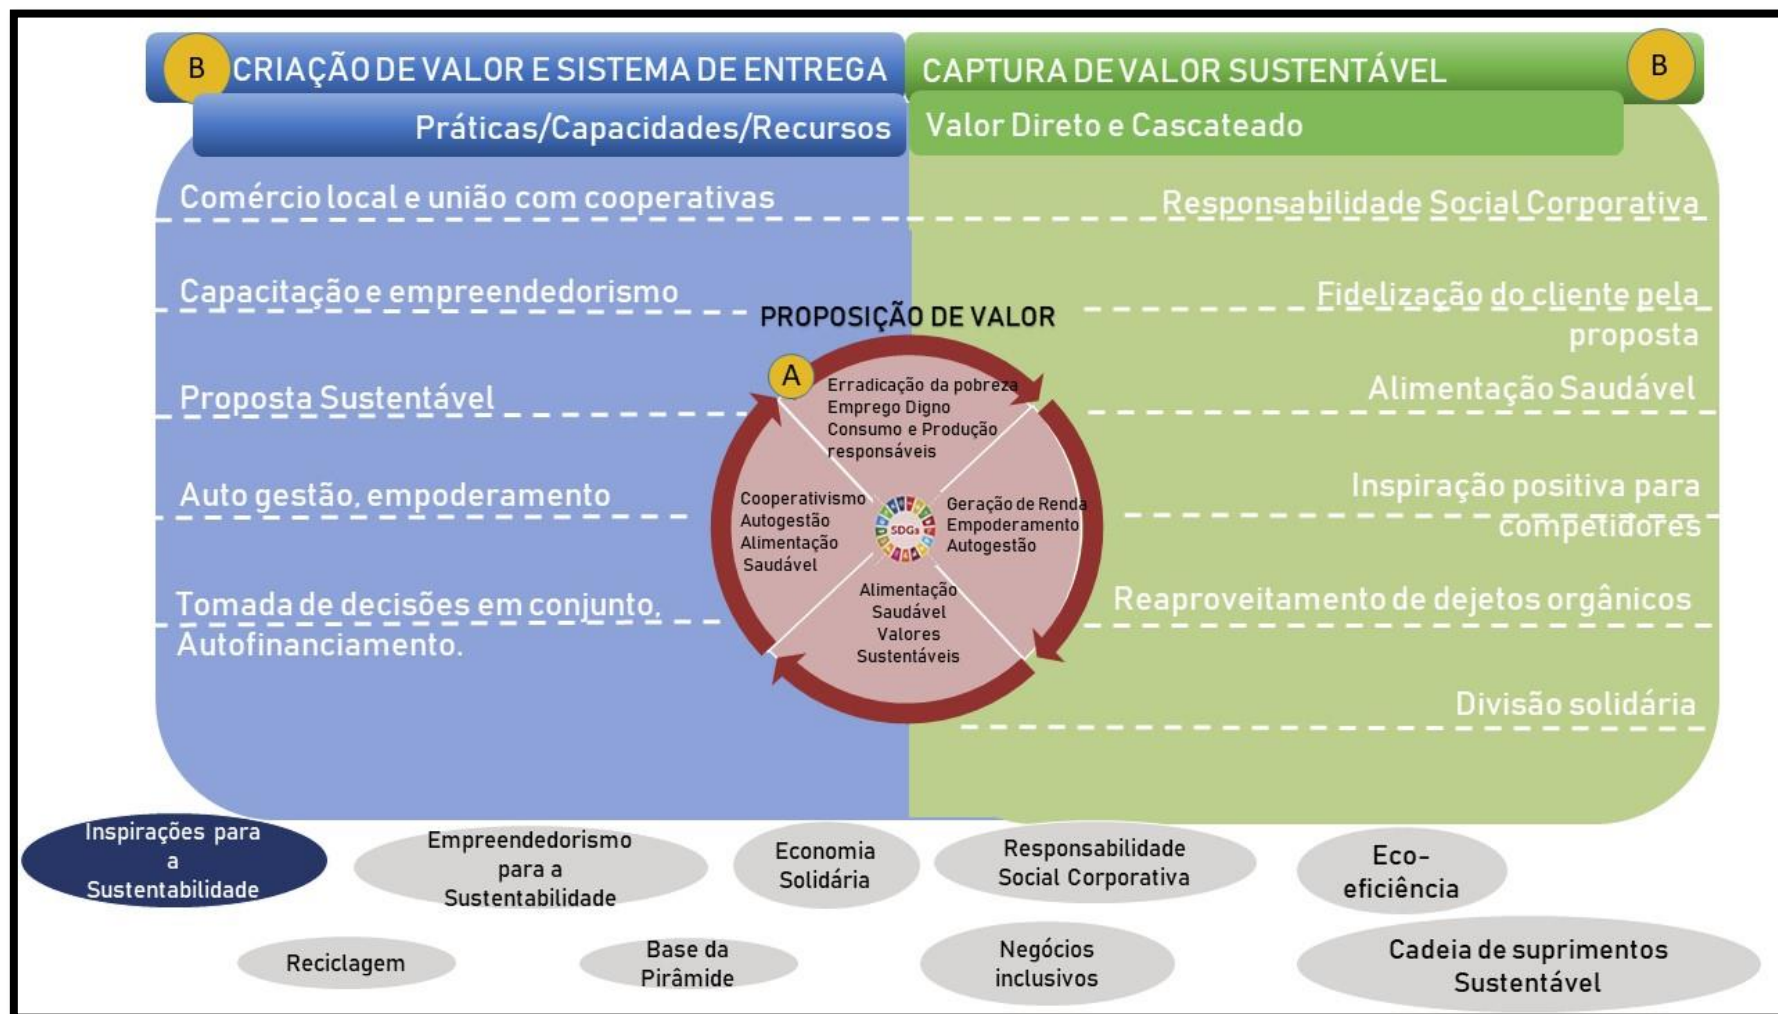 B
CRIAÇÃO DE VALOR E SISTEMA DE ENTREGA
CAPTURA DE VALOR SUSTENTÁVEL
B
Práticas/Capacidades/Recursos
Valor Direto e Cascateado
Comércio local e união com cooperativas
Capacitação e empreendedorismo
Proposta Sustentável
Auto gestão, empoderamento
Tomada de decisões em conjunto,
Autofinanciamento.
PROPOSIÇÃO DE VALOR
A
Erradicação da pobreza
Emprego Digno
Consumo e Produção
responsáveis
Cooperativismo
Autogestão
Alimentação
Saudável
SDGs
Geração de Renda
Empoderamento
Autogestão
Alimentação
Saudável
Valores
Sustentáveis
Responsabilidade Social Corporativa
Fidelização do cliente pela
proposta
Alimentação Saudável
Inspiração positiva para
competidores
Reaproveitamento de dejetos orgânicos
Divisão solidária
Inspirações para
a
Sustentabilidade
Empreendedorismo
para a
Sustentabilidade
Economia
Solidária
Responsabilidade
Social Corporativa
Eco-
eficiência
Reciclagem
Base da
Pirâmide
Negócios
inclusivos
Cadeia de suprimentos
Sustentável